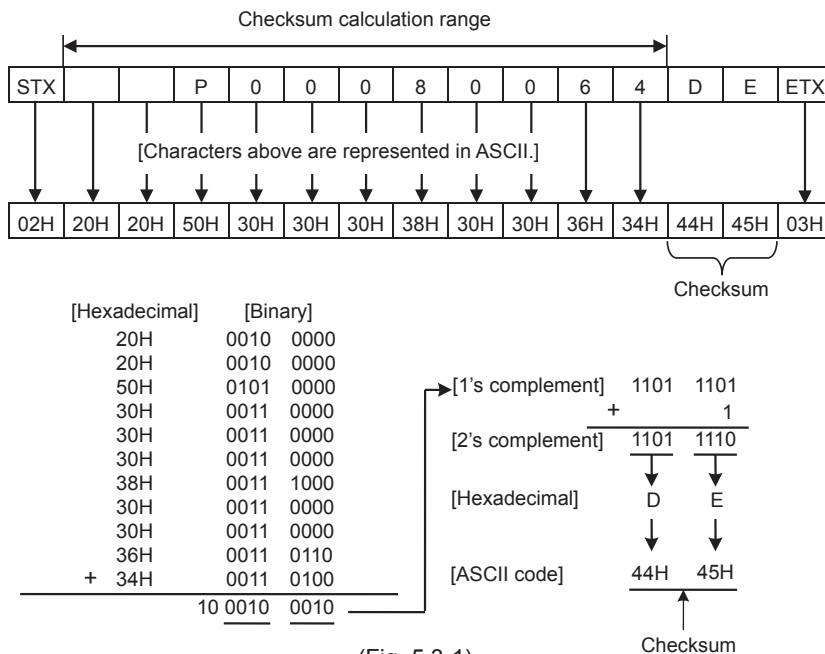 Checksum calculation range
STX P 0 0 0 8 0 0 6 4 D E ETX
[Characters above are represented in ASCII.]
02H 20H 20H 50H 30H 30H 30H 38H 30H 30H 36H 34H 44H 45H 03H
Checksum
[Hexadecimal] [Binary]
20H 0010 0000
20H 0010 0000
50H 0101 0000
30H 0011 0000
30H 0011 0000
30H 0011 0000
38H 0011 1000
30H 0011 0000
30H 0011 0000
36H 0011 0110
+ 34H 0011 0100
10 0010 0010
[1's complement] 1101 1101
+ 1
[2's complement] 1101 1110
[Hexadecimal] D E
[ASCII code] 44H 45H
Checksum